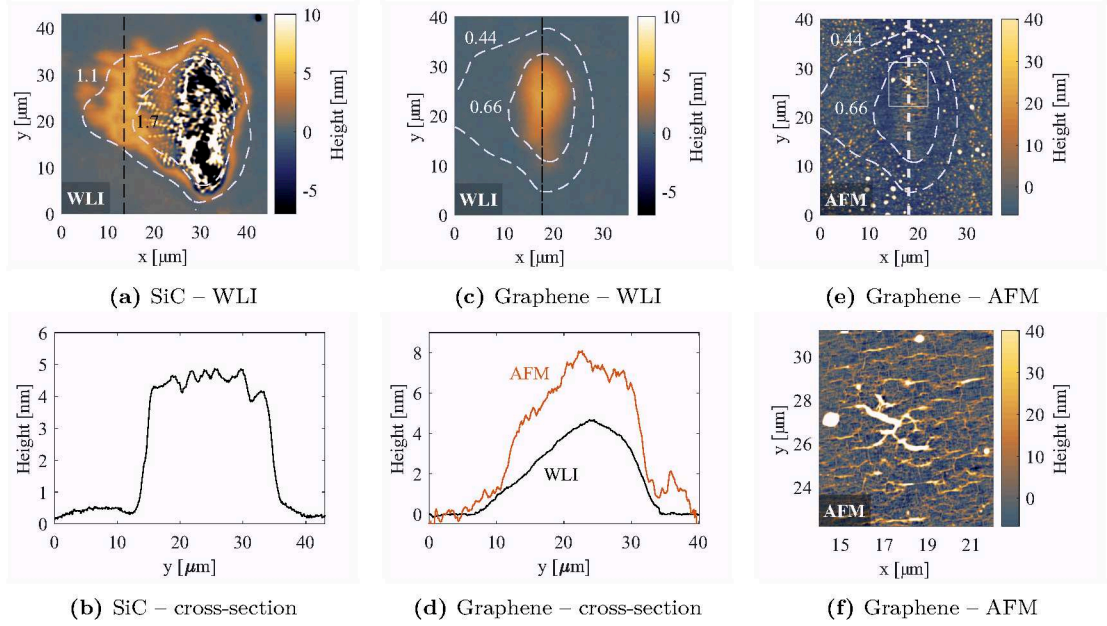 40
30
20
10
0
y [μm]
1.1
1.7
WLI
0 10 20 30 40
x [μm]
10
5
0
-5
Height [nm]
(a) SiC – WLI
40
30
20
10
0
y [μm]
0.44
0.66
WLI
0 10 20 30
x [μm]
10
5
0
-5
Height [nm]
(c) Graphene – WLI
40
30
20
10
0
y [μm]
0.44
0.66
AFM
0 10 20 30
x [μm]
40
30
20
10
0
Height [nm]
(e) Graphene – AFM
6
5
4
3
2
1
0
Height [nm]
0 10 20 30 40
y [μm]
(b) SiC – cross-section
8
6
4
2
0
Height [nm]
AFM
WLI
0 10 20 30 40
y [μm]
(d) Graphene – cross-section
30
28
26
24
y [μm]
AFM
15 17 19 21
x [μm]
40
30
20
10
0
Height [nm]
(f) Graphene – AFM